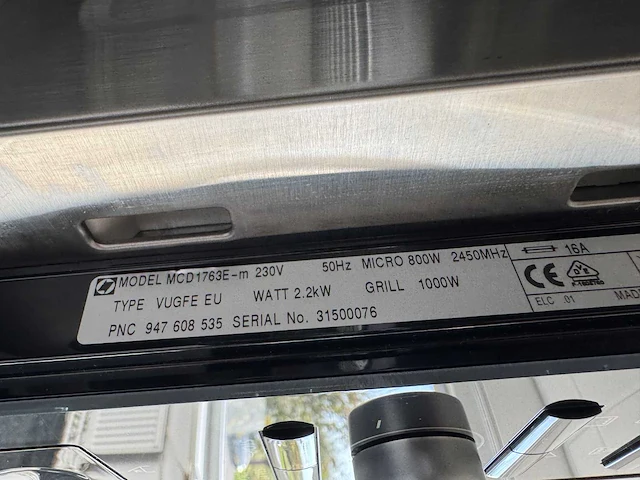 MODEL MCD1763E-m 230V 50Hz MICRO 800W 2450MHz 16A
TYPE VUGFE EU WATT 2.2kW GRILL 1000W CE
PNC 947 608 535 SERIAL No. 31500076 ELC .01 MADE